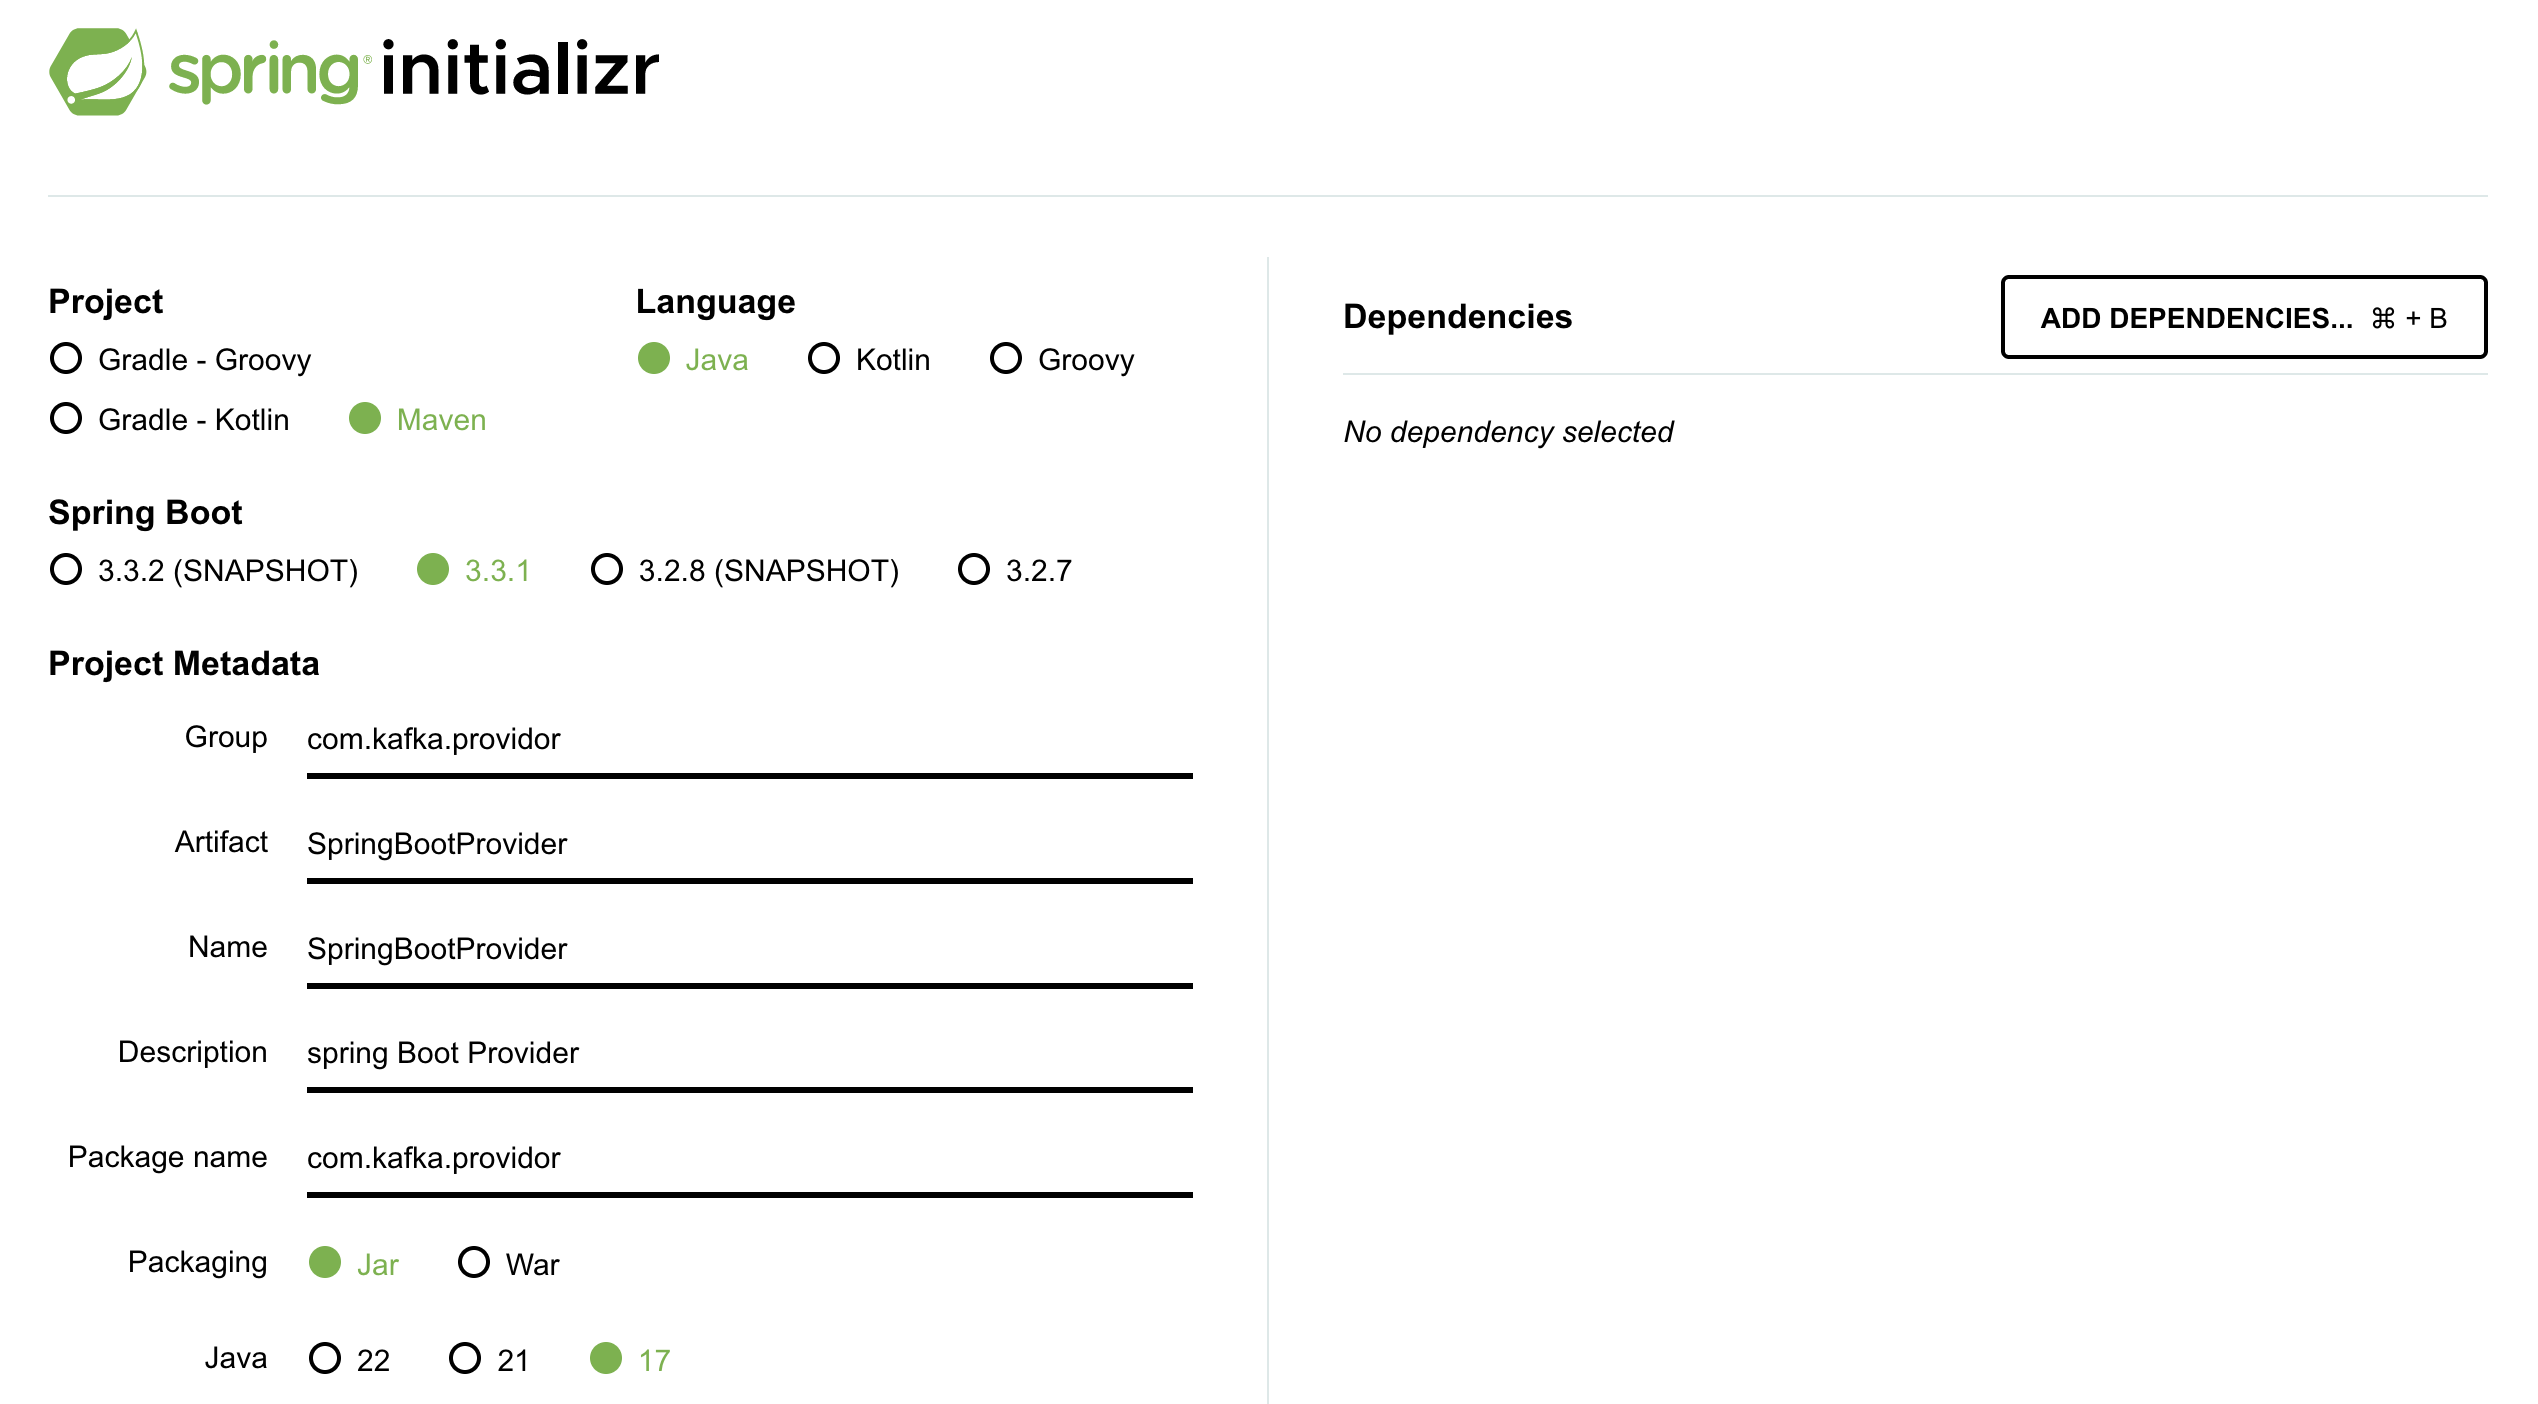 spring® initializr
Project
Gradle - Groovy
Gradle - Kotlin Maven
Language
Java Kotlin Groovy
Spring Boot
3.3.2 (SNAPSHOT) 3.3.1 3.2.8 (SNAPSHOT) 3.2.7
Project Metadata
Group com.kafka.providor
Artifact SpringBootProvider
Name SpringBootProvider
Description spring Boot Provider
Package name com.kafka.providor
Packaging Jar War
Java 22 21 17
Dependencies
ADD DEPENDENCIES... ⌘ + B
No dependency selected